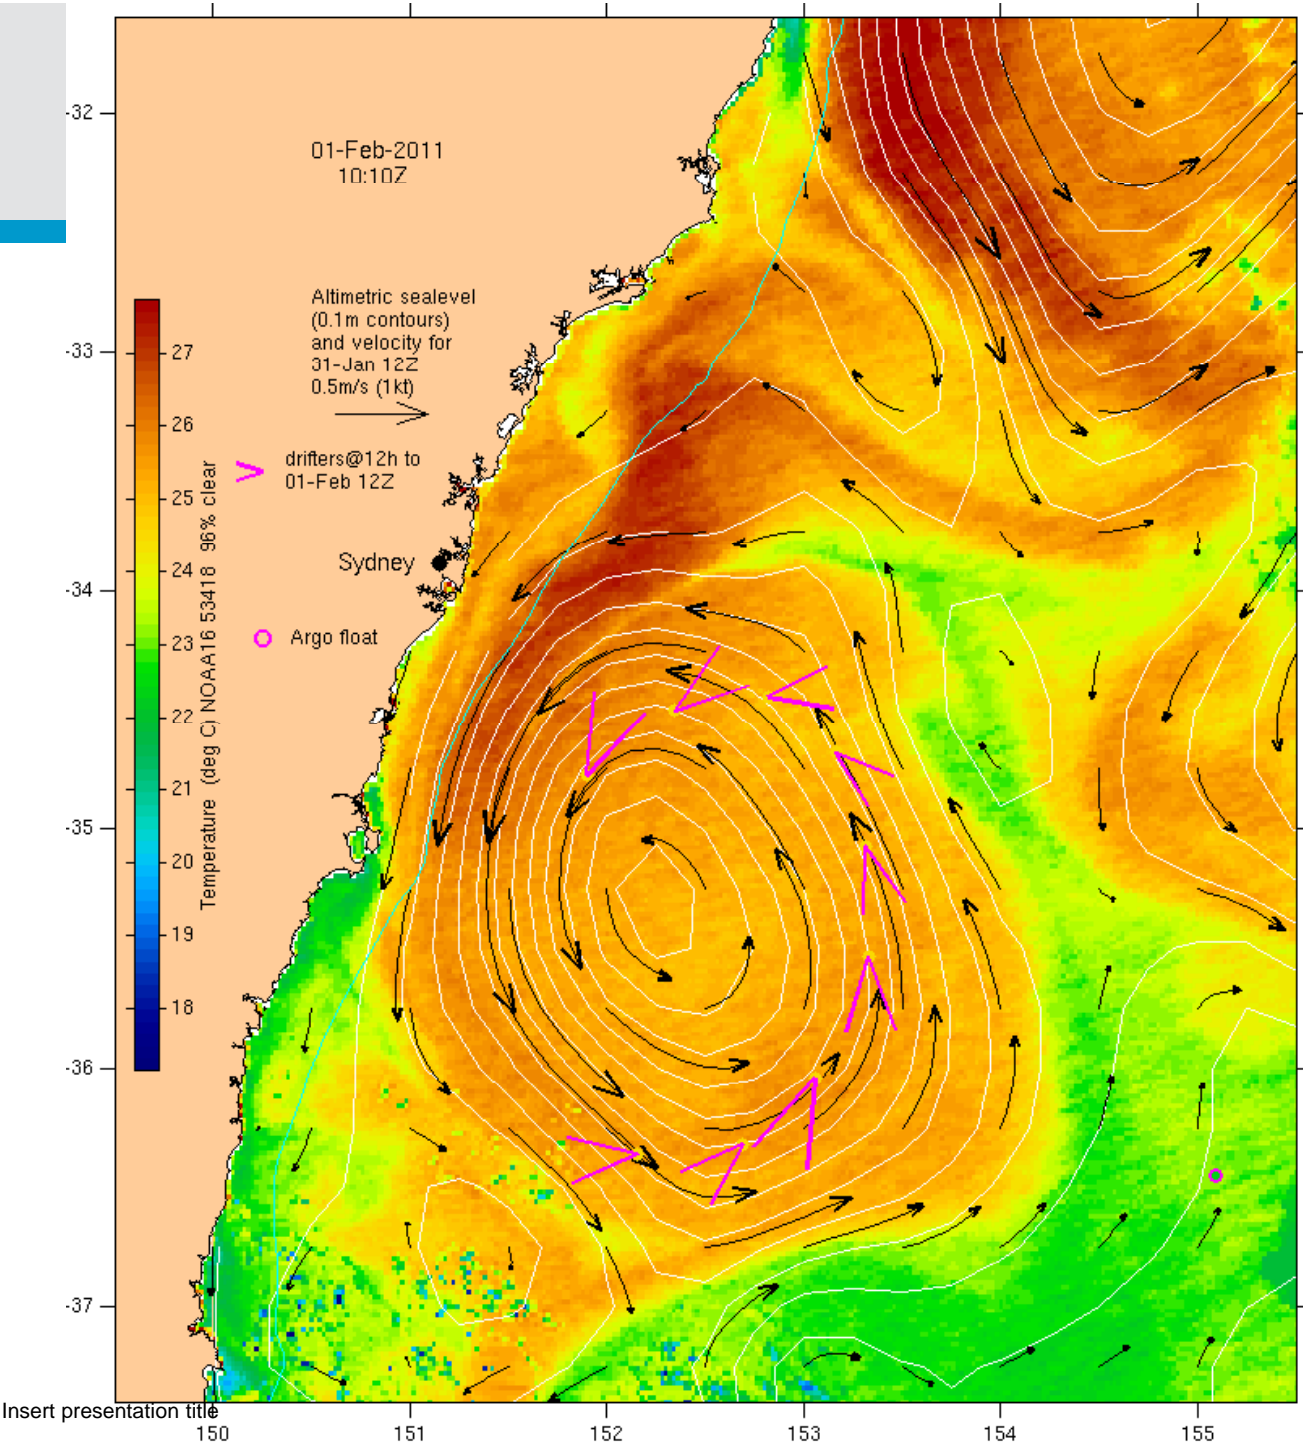 -32
01-Feb-2011
10:10Z
Altimetric sealevel
(0.1m contours)
and velocity for
31-Jan 12Z
0.5m/s (1kt)
-33
27
26
drifters@12h to
01-Feb 12Z
25
Temperature (deg C) NOAA16 53416 96% clear
24
Sydney
-34
23
Argo float
22
21
-35
20
19
18
-36
-37
Insert presentation title
150
151
152
153
154
155